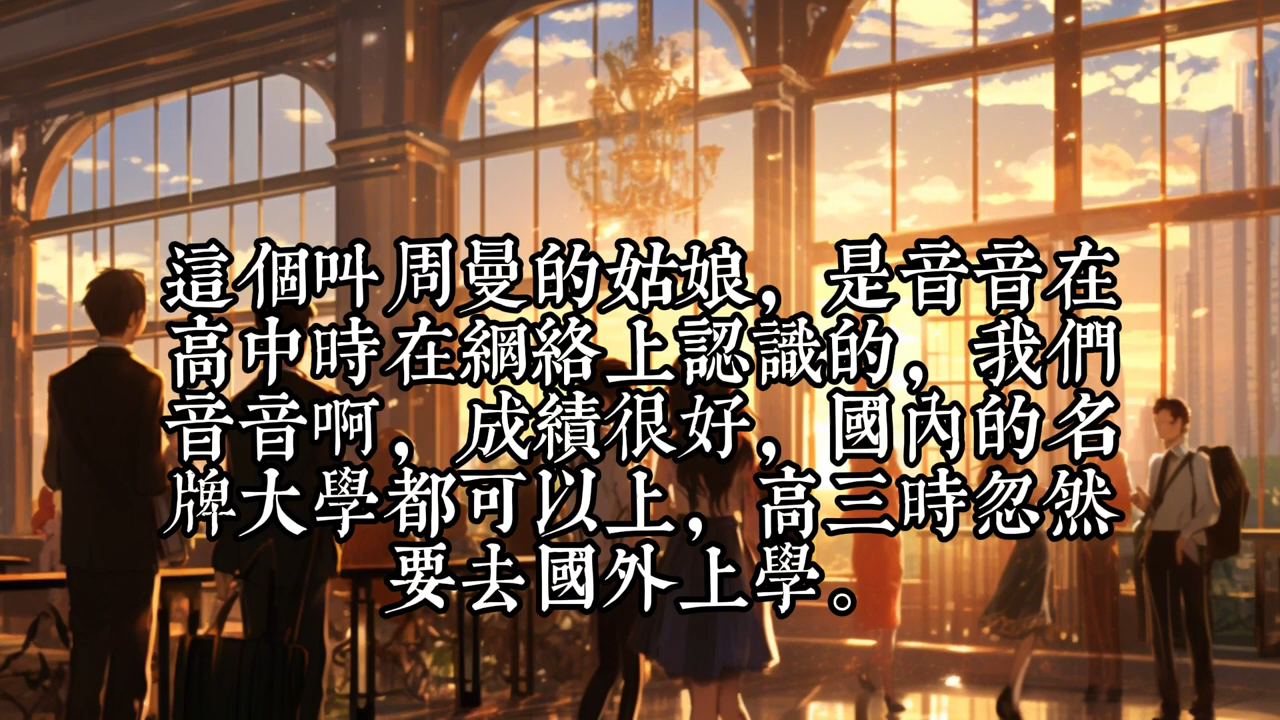 這個叫周曼的姑娘，是音音在
高中時在網絡上認識的，我們
音音啊，成績很好，國內的名
牌大學都可以上，高三時忽然
要去國外上學。